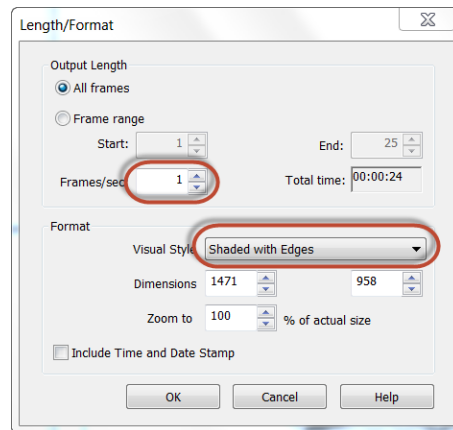 Length/Format
Output Length
All frames
Frame range
Start: 1 End: 25
Frames/sec 1 Total time: 00:00:24
Format
Visual Style Shaded with Edges
Dimensions 1471 958
Zoom to 100 % of actual size
Include Time and Date Stamp
OK Cancel Help